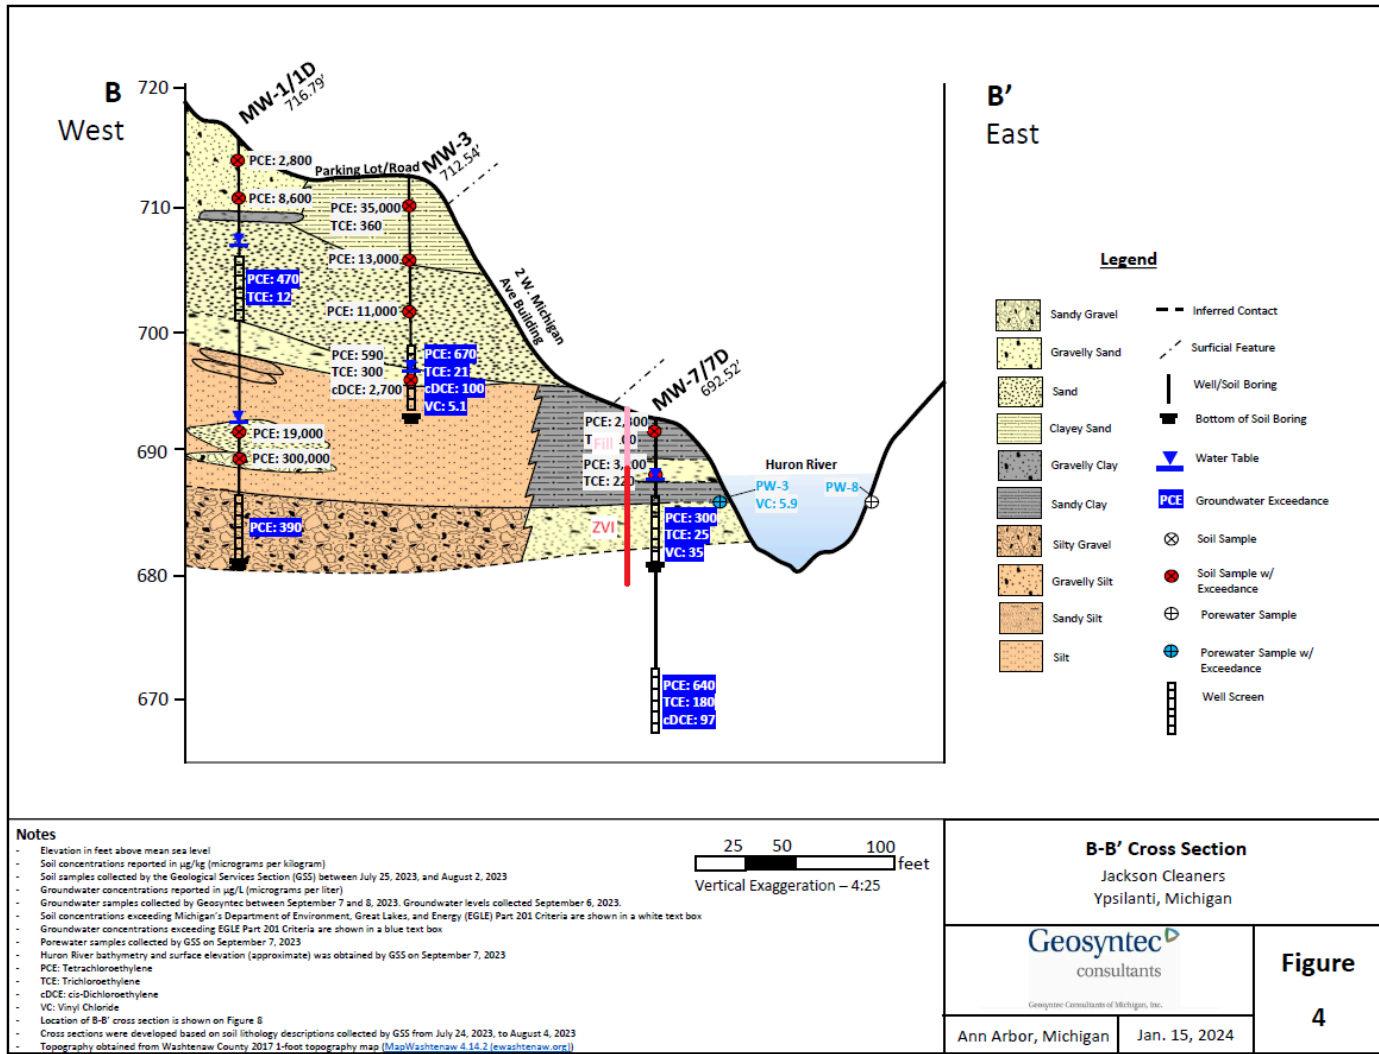 B
West
B'
East
720
710
700
690
680
670
MW-1/1D
716.79'
MW-3
712.54'
Parking Lot/Road
2 W. Michigan
Ave Building
MW-7/7D
692.52'
PCE: 2,800
PCE: 8,600
PCE: 470
TCE: 12
PCE: 19,000
PCE: 300,000
PCE: 390
PCE: 35,000
TCE: 360
PCE: 13,000
PCE: 11,000
PCE: 590
TCE: 300
cDCE: 2,700
PCE: 670
TCE: 21
cDCE: 100
VC: 5.1
Fill
ZVI
TCE: 220
PCE: 300
TCE: 25
VC: 35
PCE: 640
TCE: 180
cDCE: 97
Huron River
PW-3
VC: 5.9
PW-8
Legend
Sandy Gravel
Gravelly Sand
Sand
Clayey Sand
Gravelly Clay
Sandy Clay
Silty Gravel
Gravelly Silt
Sandy Silt
Silt
Inferred Contact
Surficial Feature
Well/Soil Boring
Bottom of Soil Boring
Water Table
PCE Groundwater Exceedance
Soil Sample
Soil Sample w/
Exceedance
Porewater Sample
Porewater Sample w/
Exceedance
Well Screen
Notes
- Elevation in feet above mean sea level
- Soil concentrations reported in µg/kg (micrograms per kilogram)
- Soil samples collected by the Geological Services Section (GSS) between July 25, 2023, and August 2, 2023
- Groundwater concentrations reported in µg/L (micrograms per liter)
- Groundwater samples collected by Geosyntec between September 7 and 8, 2023. Groundwater levels collected September 6, 2023.
- Soil concentrations exceeding Michigan's Department of Environment, Great Lakes, and Energy (EGLE) Part 201 Criteria are shown in a white text box
- Groundwater concentrations exceeding EGLE Part 201 Criteria are shown in a blue text box
- Porewater samples collected by GSS on September 7, 2023
- Huron River bathymetry and surface elevation (approximate) was obtained by GSS on September 7, 2023
- PCE: Tetrachloroethylene
- TCE: Trichloroethylene
- cDCE: cis-Dichloroethylene
- VC: Vinyl Chloride
- Location of B-B' cross section is shown on Figure 8
- Cross sections were developed based on soil lithology descriptions collected by GSS from July 24, 2023, to August 4, 2023
- Topography obtained from Washtenaw County 2017 1-foot topography map (MapWashtenaw 4.14.2 (ewashtenaw.org))
25 50 100 feet
Vertical Exaggeration – 4:25
B-B' Cross Section
Jackson Cleaners
Ypsilanti, Michigan
Geosyntec
consultants
Geosyntec Consultants of Michigan, Inc.
Figure
4
Ann Arbor, Michigan
Jan. 15, 2024